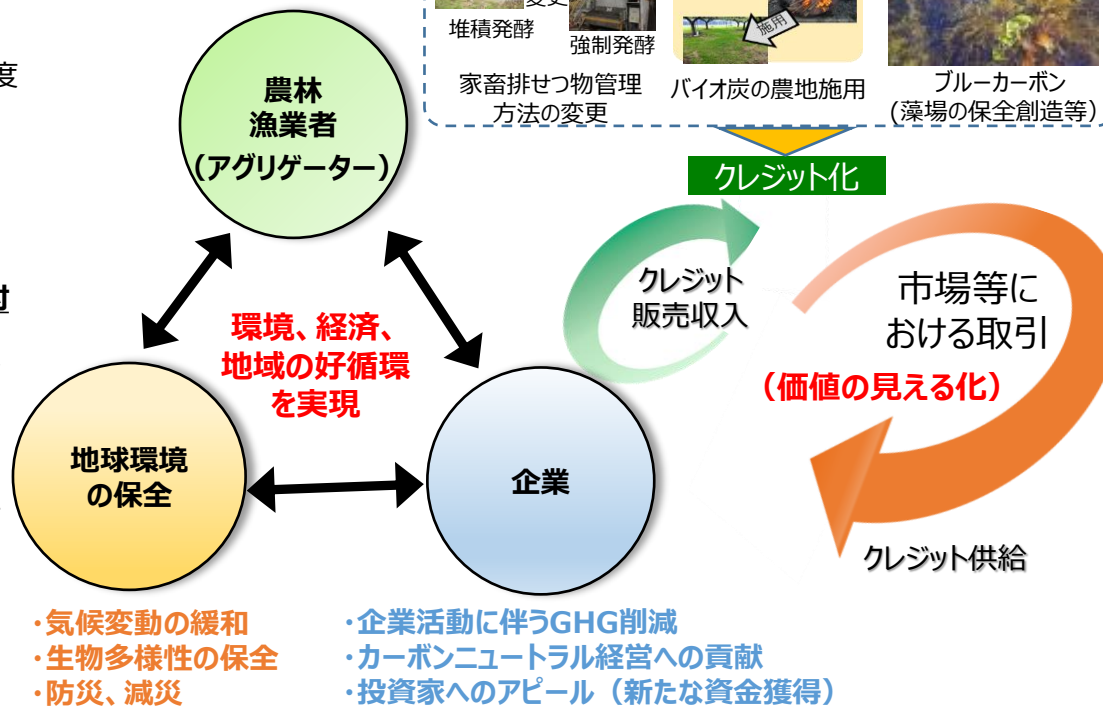 度
付
農林
漁業者
（アグリゲーター）
環境、経済、
地域の好循環
を実現
地球環境
の保全
企業
・気候変動の緩和
・生物多様性の保全
・防災、減災
・企業活動に伴うGHG削減
・カーボンニュートラル経営への貢献
・投資家へのアピール（新たな資金獲得）
変更
堆積発酵
強制発酵
家畜排せつ物管理
方法の変更
施用
バイオ炭の農地施用
ブルーカーボン
（藻場の保全創造等）
クレジット化
クレジット
販売収入
市場等に
おける取引
（価値の見える化）
クレジット供給